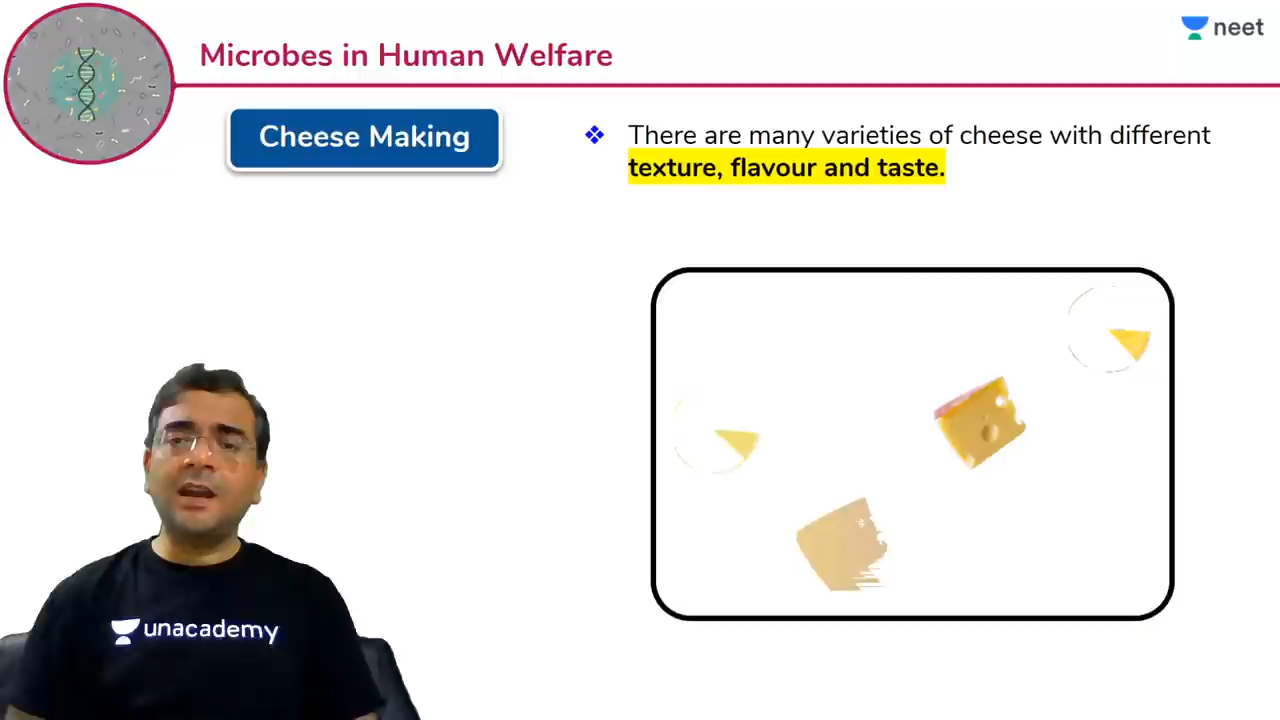 Microbes in Human Welfare
neet
Cheese Making
There are many varieties of cheese with different
texture, flavour and taste.
unacademy